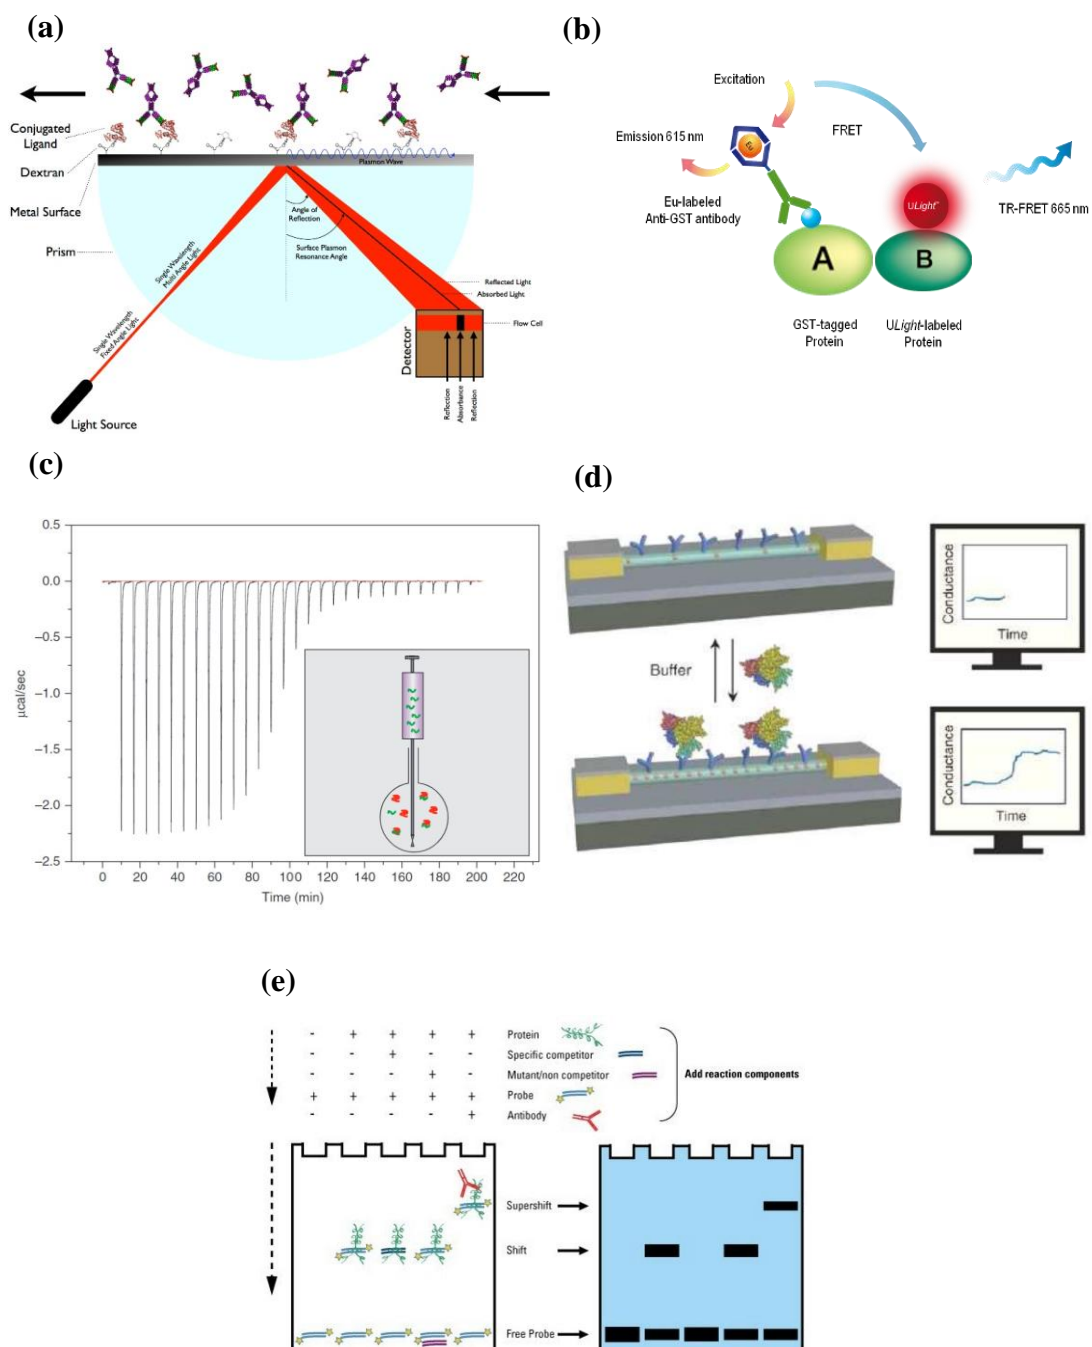 (a)
Conjugated
Ligand
Dextran
Metal Surface
Prism
Plasmon Wave
Angle of
Reflection
Surface Plasmon
Resonance Angle
Single Wavelength
Multi Angle Light
Single Wavelength
Fixed Angle Light
Reflected Light
Absorbed Light
Flow Cell
Detector
Reflection
Absorbance
Reflection
Light Source
(b)
Excitation
Emission 615 nm
FRET
Eu
Eu-labeled
Anti-GST antibody
ULight™
TR-FRET 665 nm
A
B
GST-tagged
Protein
ULight-labeled
Protein
(c)
0.5
0.0
−0.5
−1.0
−1.5
−2.0
−2.5
µcal/sec
0 20 40 60 80 100 120 140 160 180 200 220
Time (min)
(d)
Conductance
Time
Buffer
Conductance
Time
(e)
- + + + + Protein
- - + - - Specific competitor
- - - + - Mutant/non competitor
+ + + + + Probe
- - - - + Antibody
Add reaction components
Supershift
Shift
Free Probe